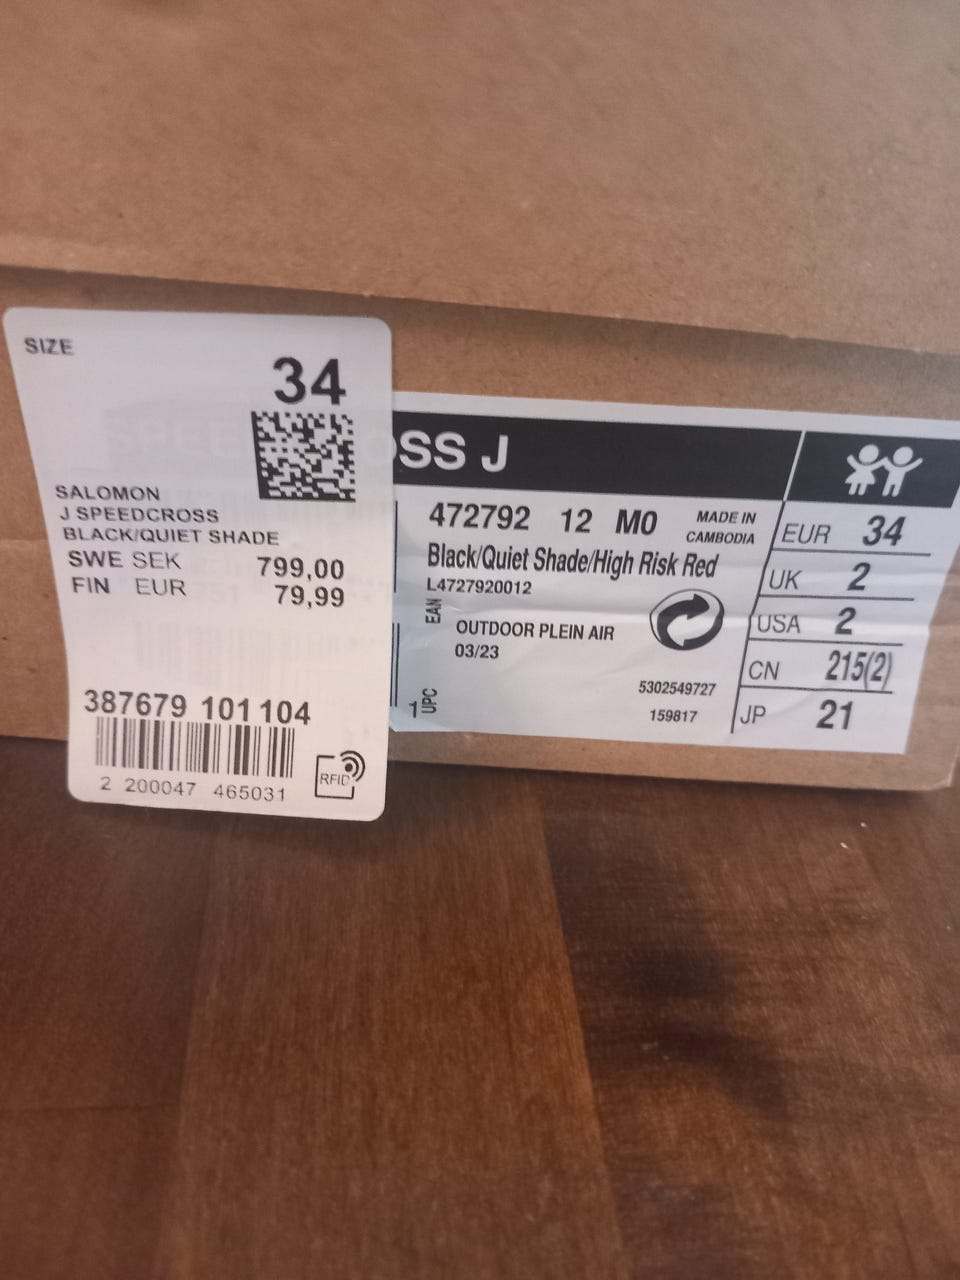 SIZE
34
SALOMON
J SPEEDCROSS
BLACK/QUIET SHADE
SWE SEK 799,00
FIN EUR 79,99
387679 101 104
2 200047 465031
RFID
OSS J
472792 12 M0
MADE IN
CAMBODIA
Black/Quiet Shade/High Risk Red
L4727920012
EAN
OUTDOOR PLEIN AIR
03/23
UPC
1
5302549727
159817
EUR 34
UK 2
USA 2
CN 215(2)
JP 21